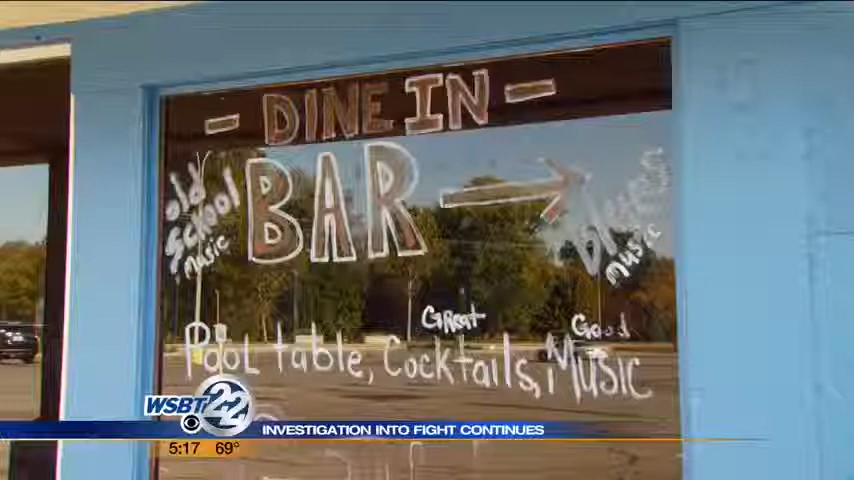 - DINE IN -
BAR
old
School
music
Blues
music
Great
Good
Pool table, Cocktails, Music
WSBT 22
INVESTIGATION INTO FIGHT CONTINUES
5:17 69°